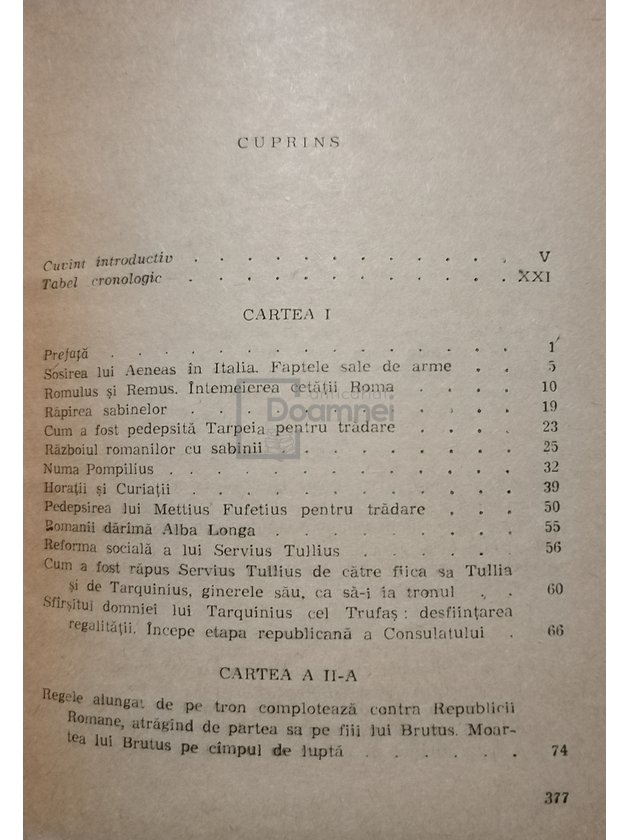 CUPRINS
Cuvînt introductiv . . . . . . . . . . . . V
Tabel cronologic . . . . . . . . . . . . XXI
CARTEA I
Prefață . . . . . . . . . . . . . . . 1
Sosirea lui Aeneas în Italia. Faptele sale de arme . . 5
Romulus și Remus. Întemeierea cetății Roma . . . . 10
Răpirea sabinelor . . . . . . . . . . . . 19
Cum a fost pedepsită Tarpeia pentru trădare . . . . 23
Războiul romanilor cu sabinii . . . . . . . . 25
Numa Pompilius . . . . . . . . . . . . . 32
Horații și Curiații . . . . . . . . . . . . 39
Pedepsirea lui Mettius Fufetius pentru trădare . . . 50
Romanii dărîmă Alba Longa . . . . . . . . . 55
Reforma socială a lui Servius Tullius . . . . . 56
Cum a fost răpus Servius Tullius de către fiica sa Tullia
și de Tarquinius, ginerele său, ca să-i ia tronul . . 60
Sfîrșitul domniei lui Tarquinius cel Trufaș : desființarea
regalității. Începe etapa republicană a Consulatului . 66
CARTEA A II-A
Regele alungat de pe tron complotează contra Republicii
Romane, atrăgînd de partea sa pe fiii lui Brutus. Moar-
tea lui Brutus pe cîmpul de luptă . . . . . . 74
377
anticariat
Doamnei